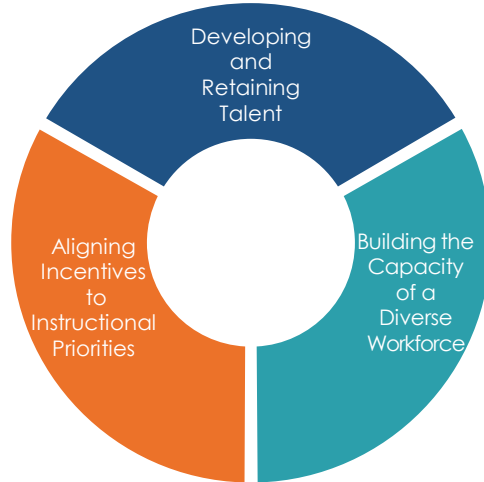 Developing
and
Retaining
Talent
Building the
Capacity
of a
Diverse
Workforce
Aligning
Incentives
to
Instructional
Priorities